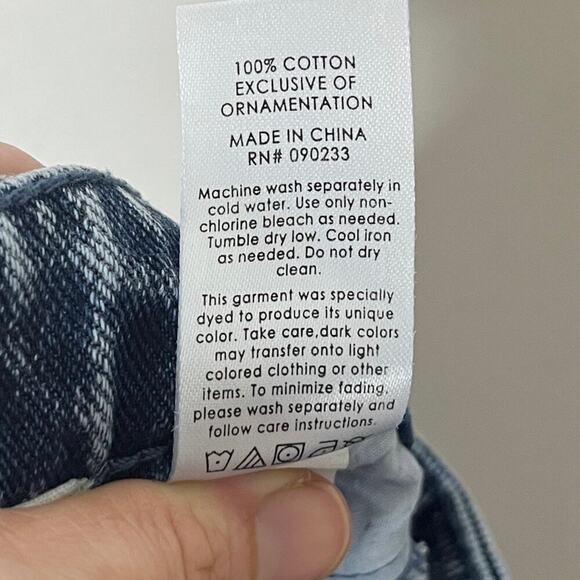 100% COTTON
EXCLUSIVE OF
ORNAMENTATION
MADE IN CHINA
RN# 090233
Machine wash separately in
cold water. Use only non-
chlorine bleach as needed.
Tumble dry low. Cool iron
as needed. Do not dry
clean.
This garment was specially
dyed to produce its unique
color. Take care,dark colors
may transfer onto light
colored clothing or other
items. To minimize fading,
please wash separately and
follow care instructions.